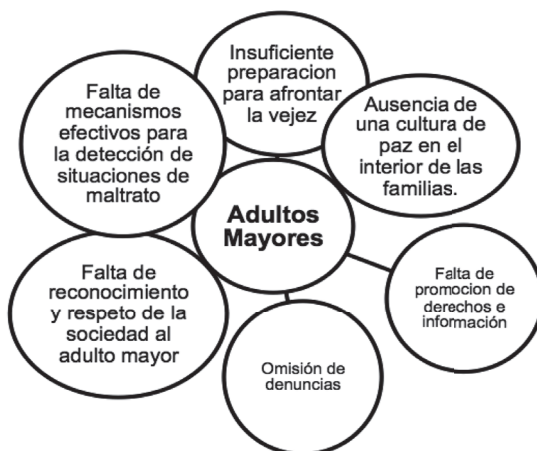 Insuficiente
preparacion
para afrontar
la vejez
Falta de
mecanismos
efectivos para
la detección de
situaciones de
maltrato
Ausencia de
una cultura de
paz en el
interior de las
familias.
Adultos
Mayores
Falta de
reconocimiento
y respeto de la
sociedad al
adulto mayor
Falta de
promocion de
derechos e
información
Omisión de
denuncias